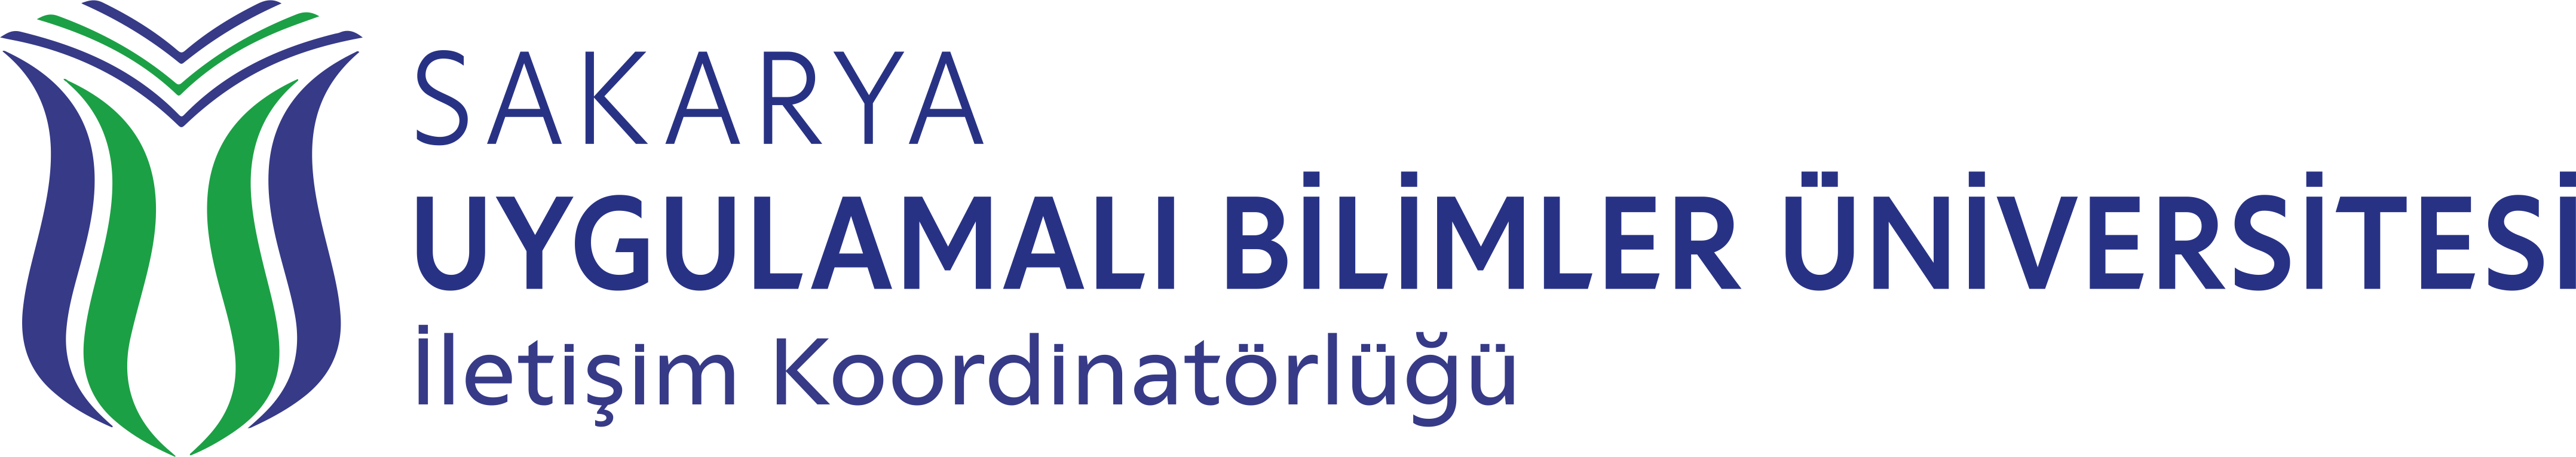 SAKARYA
UYGULAMALI BİLİMLER ÜNİVERSİTESİ
İletişim Koordinatörlüğü